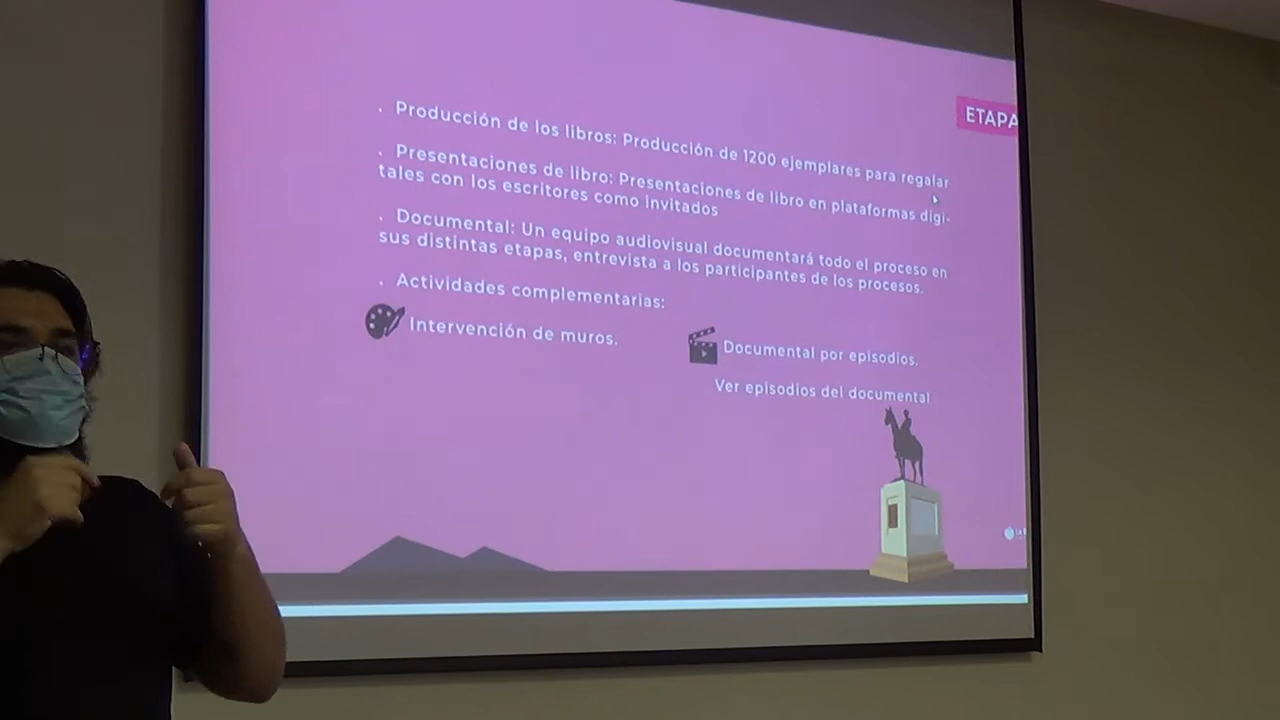 ETAPA
. Producción de los libros: Producción de 1200 ejemplares para regalar
. Presentaciones de libro: Presentaciones de libro en plataformas digi-
tales con los escritores como invitados
. Documental: Un equipo audiovisual documentará todo el proceso en
sus distintas etapas, entrevista a los participantes de los procesos.
. Actividades complementarias:
Intervención de muros.
Documental por episodios.
Ver episodios del documental